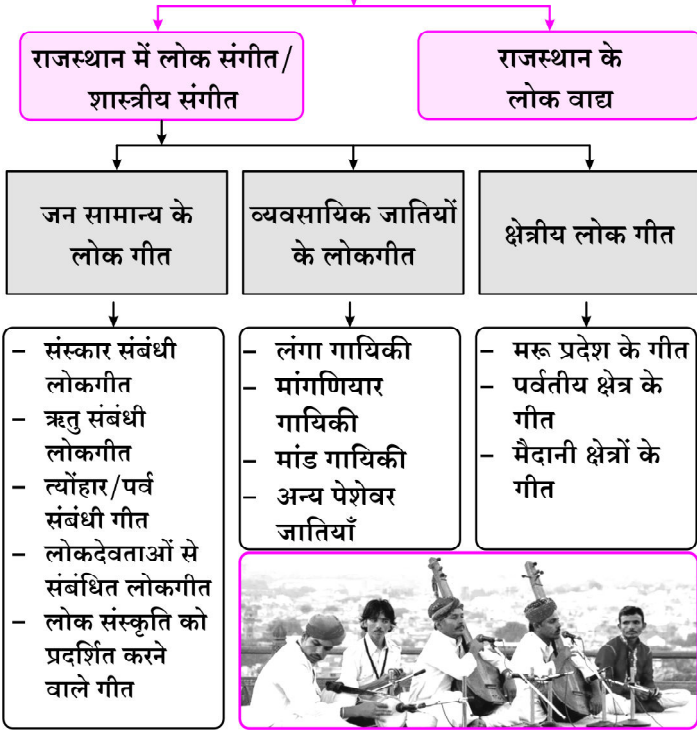 राजस्थान में लोक संगीत/
शास्त्रीय संगीत
राजस्थान के
लोक वाद्य
जन सामान्य के
लोक गीत
व्यवसायिक जातियों
के लोकगीत
क्षेत्रीय लोक गीत
– संस्कार संबंधी
लोकगीत
– ऋतु संबंधी
लोकगीत
– त्योंहार/पर्व
संबंधी गीत
– लोकदेवताओं से
संबंधित लोकगीत
– लोक संस्कृति को
प्रदर्शित करने
वाले गीत
– लंगा गायिकी
– मांगणियार
गायिकी
– मांड गायिकी
– अन्य पेशेवर
जातियाँ
– मरू प्रदेश के गीत
– पर्वतीय क्षेत्र के
गीत
– मैदानी क्षेत्रों के
गीत